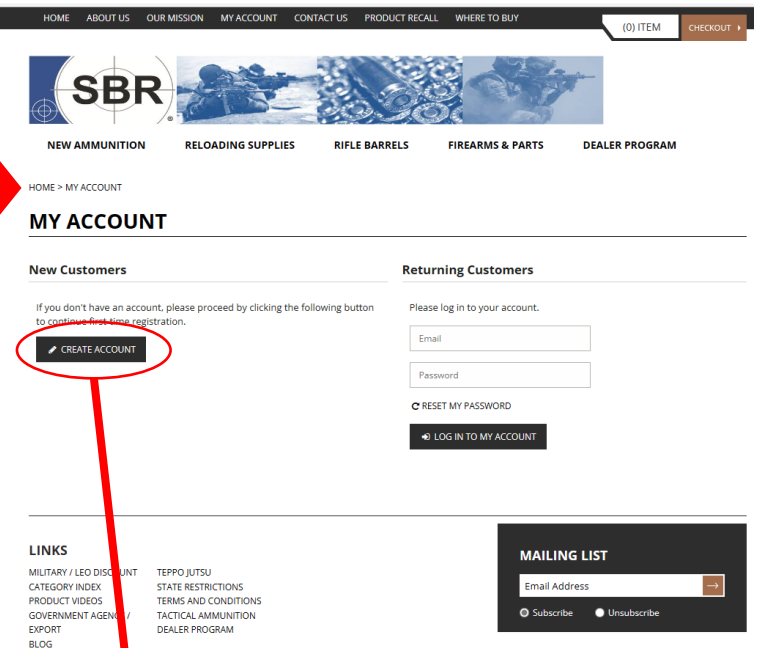 HOME ABOUT US OUR MISSION MY ACCOUNT CONTACT US PRODUCT RECALL WHERE TO BUY
(0) ITEM CHECKOUT
SBR
®
NEW AMMUNITION RELOADING SUPPLIES RIFLE BARRELS FIREARMS & PARTS DEALER PROGRAM
HOME > MY ACCOUNT
MY ACCOUNT
New Customers
If you don't have an account, please proceed by clicking the following button
to continue first-time registration.
CREATE ACCOUNT
Returning Customers
Please log in to your account.
Email
Password
RESET MY PASSWORD
LOG IN TO MY ACCOUNT
LINKS
MILITARY / LEO DISCOUNT
CATEGORY INDEX
PRODUCT VIDEOS
GOVERNMENT AGENCY /
EXPORT
BLOG
TEPPO JUTSU
STATE RESTRICTIONS
TERMS AND CONDITIONS
TACTICAL AMMUNITION
DEALER PROGRAM
MAILING LIST
Email Address
Subscribe Unsubscribe